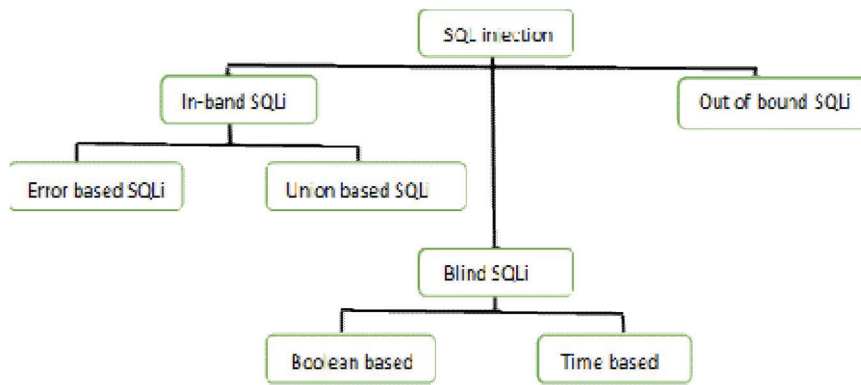 SQL injection
In-band SQLi
Out of bound SQLi
Error based SQLi
Union based SQLi
Blind SQLi
Boolean based
Time based